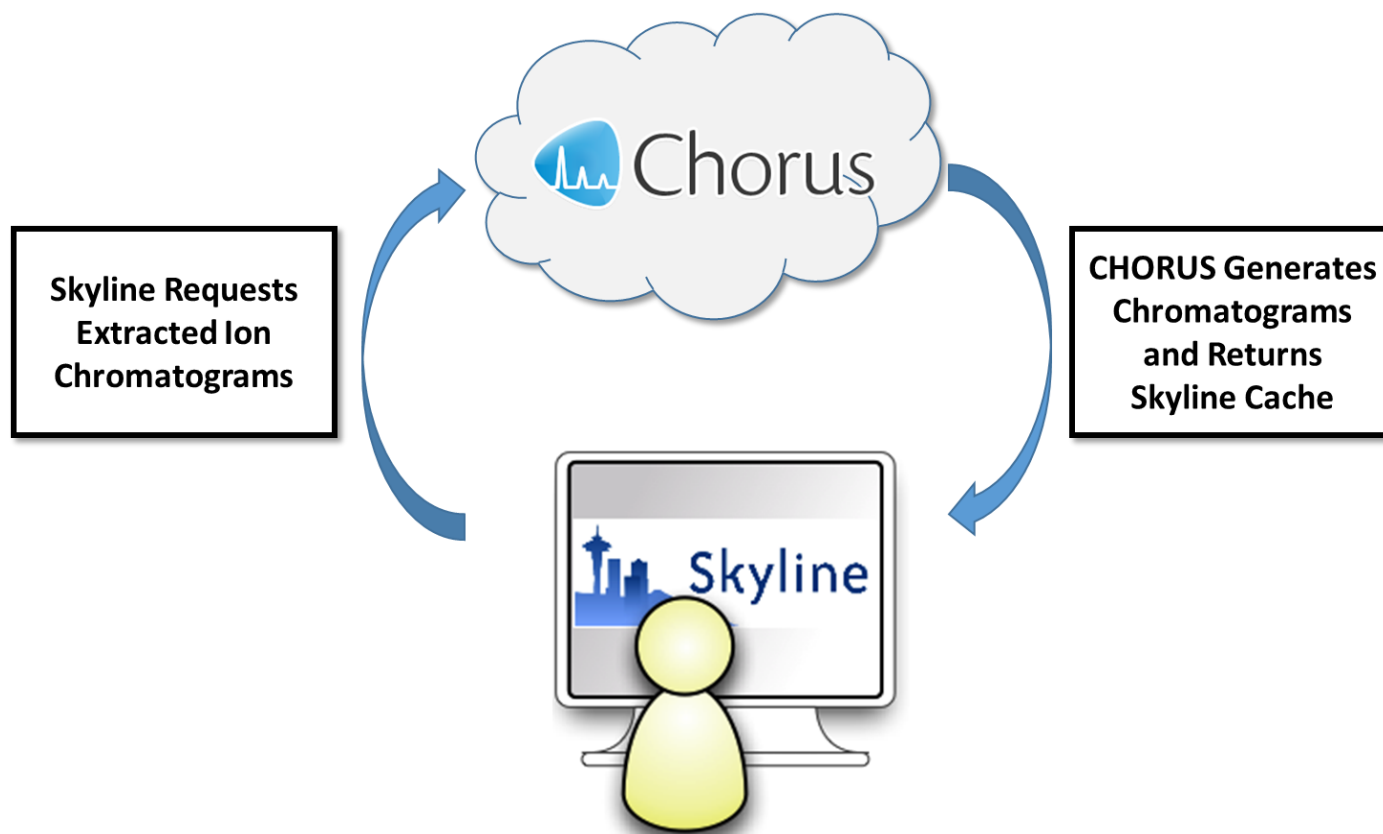 Chorus
Skyline Requests
Extracted Ion
Chromatograms
CHORUS Generates
Chromatograms
and Returns
Skyline Cache
Skyline